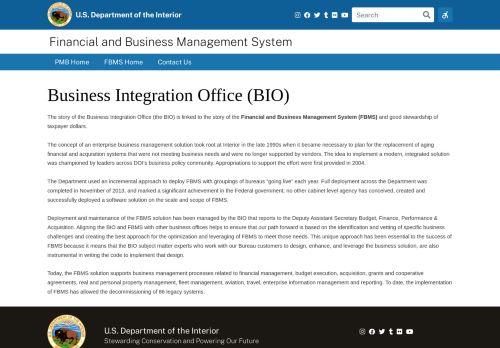 U.S. Department of the Interior
Search
Financial and Business Management System
PMB Home FBMS Home Contact Us
Business Integration Office (BIO)
The story of the Business Integration Office (the BIO) is linked to the story of the Financial and Business Management System (FBMS) and good stewardship of
taxpayer dollars.
The concept of an enterprise business management solution took root at Interior in the late 1990s when it became necessary to plan for the replacement of aging
financial and acquisition systems that were not meeting business needs and were no longer supported by vendors. The idea to implement a modern, integrated solution
was championed by leaders across DOI's business policy community. Appropriations to support the effort were first provided in 2004.
The Department used an incremental approach to deploy FBMS with groupings of bureaus "going live" each year. Full deployment across the Department was
completed in November of 2013, and marked a significant achievement in the Federal government; no other cabinet level agency has conceived, created and
successfully deployed a software solution on the scale and scope of FBMS.
Deployment and maintenance of the FBMS solution has been managed by the BIO that reports to the Deputy Assistant Secretary Budget, Finance, Performance &
Acquisition. Aligning the BIO and FBMS with other business offices helps to ensure that our path forward is based on the identification and vetting of specific business
challenges and creating the best approach for the optimization and leveraging of FBMS to meet those needs. This unique approach has been essential to the success of
FBMS because it means that the BIO subject matter experts who work with our Bureau customers to design, enhance, and leverage the business solution, are also
instrumental in writing the code to implement that design.
Today, the FBMS solution supports business management processes related to financial management, budget execution, acquisition, grants and cooperative
agreements, real and personal property management, fleet management, aviation, travel, enterprise information management and reporting. To date, the implementation
of FBMS has allowed the decommissioning of 86 legacy systems.
U.S. Department of the Interior
Stewarding Conservation and Powering Our Future